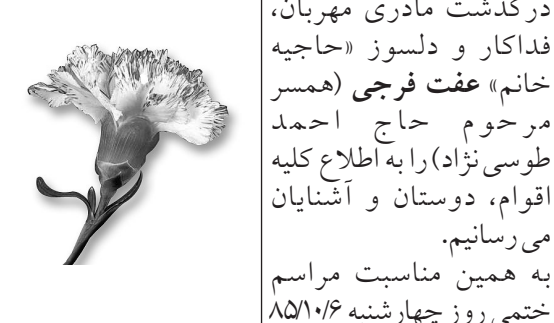 درگذشت مادری مهربان،
فداکار و دلسوز «حاجیه
خانم» عفت فرجی (همسر
مرحوم حاج احمد
طوسی‌نژاد) را به اطلاع کلیه
اقوام، دوستان و آشنایان
می‌رسانیم.
به همین مناسبت مراسم
ختمی روز چهارشنبه ۸۵/۱۰/۶